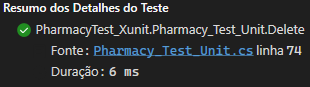 Resumo dos Detalhes do Teste
PharmacyTest_Xunit.Pharmacy_Test_Unit.Delete
Fonte: Pharmacy_Test_Unit.cs linha 74
Duração: 6 ms